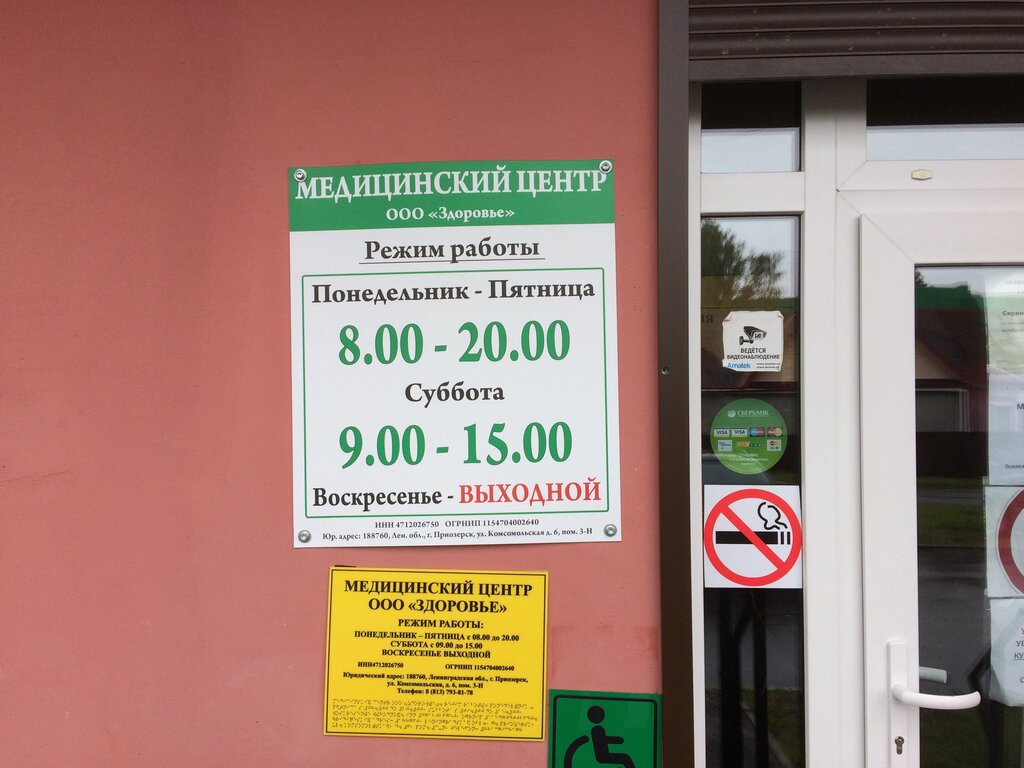 МЕДИЦИНСКИЙ ЦЕНТР
ООО «Здоровье»
Режим работы
Понедельник - Пятница
8.00 - 20.00
Суббота
9.00 - 15.00
Воскресенье - ВЫХОДНОЙ
ИНН 4712026750 ОГРНИП 1154704002640
Юр. адрес: 188760, Лен. обл., г. Приозерск, ул. Комсомольская д. 6, пом. 3-Н
МЕДИЦИНСКИЙ ЦЕНТР
ООО «ЗДОРОВЬЕ»
РЕЖИМ РАБОТЫ:
ПОНЕДЕЛЬНИК – ПЯТНИЦА с 08.00 до 20.00
СУББОТА с 09.00 до 15.00
ВОСКРЕСЕНЬЕ ВЫХОДНОЙ
ИНН4712026750 ОГРНИП 1154704002640
Юридический адрес: 188760, Ленинградская обл., г. Приозерск,
ул. Комсомольская, д. 6, пом. 3-Н
Телефон: 8 (813) 793-81-78
ВЕДЁТСЯ
ВИДЕОНАБЛЮДЕНИЕ
Amatek
СБЕРБАНК
VISA VISA